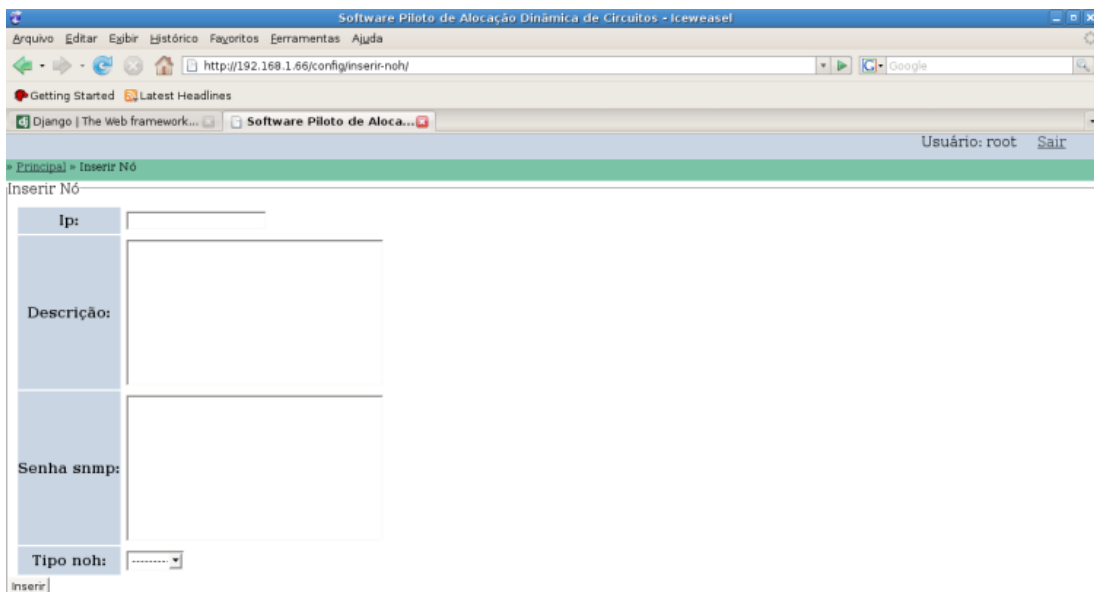 Software Piloto de Alocação Dinâmica de Circuitos - Iceweasel
Arquivo Editar Exibir Histórico Favoritos Ferramentas Ajuda
http://192.168.1.66/config/inserir-noh/
Google
Getting Started Latest Headlines
Django | The Web framework... Software Piloto de Aloca...
Usuário: root Sair
» Principal » Inserir Nó
Inserir Nó
Ip:
Descrição:
Senha snmp:
Tipo noh: ---------
Inserir